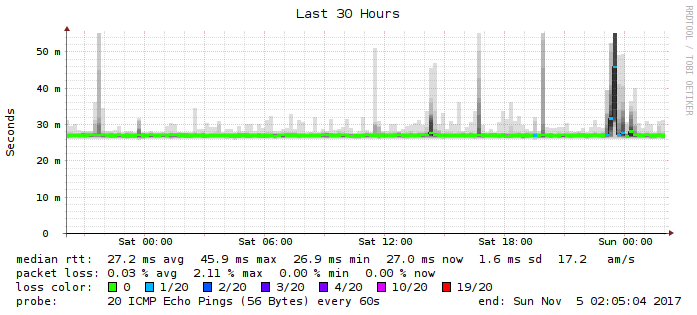 Last 30 Hours
RRDTOOL / TOBI OETIKER
Seconds
50 m
40 m
30 m
20 m
10 m
0
Sat 00:00 Sat 06:00 Sat 12:00 Sat 18:00 Sun 00:00
median rtt: 27.2 ms avg 45.9 ms max 26.9 ms min 27.0 ms now 1.6 ms sd 17.2 am/s
packet loss: 0.03 % avg 2.11 % max 0.00 % min 0.00 % now
loss color: 0 1/20 2/20 3/20 4/20 10/20 19/20
probe: 20 ICMP Echo Pings (56 Bytes) every 60s end: Sun Nov 5 02:05:04 2017